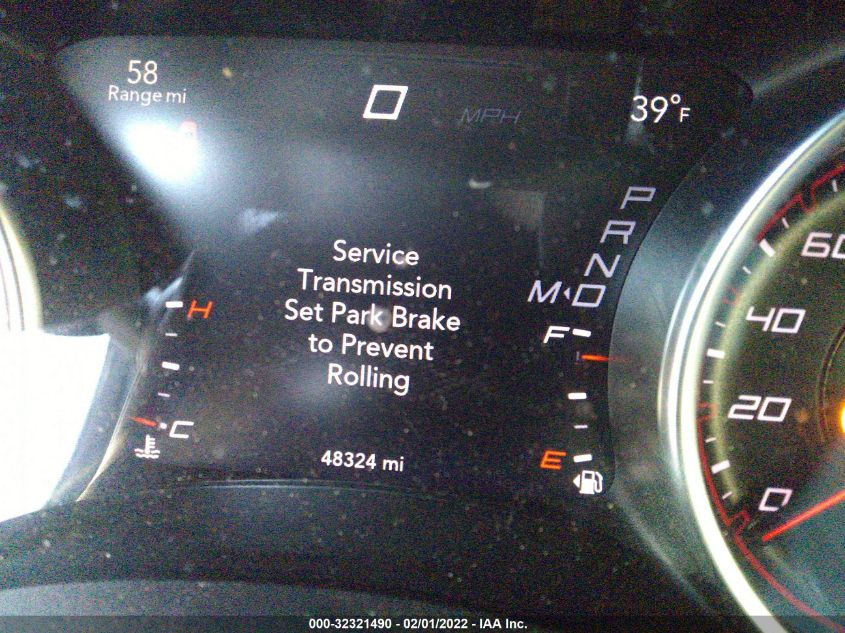 58
Range mi
0
MPH
39°F
P
R
N
M◂D
Service
Transmission
Set Park Brake
to Prevent
Rolling
H
C
F
E
48324 mi
60
40
20
0
000-32321490 - 02/01/2022 - IAA Inc.